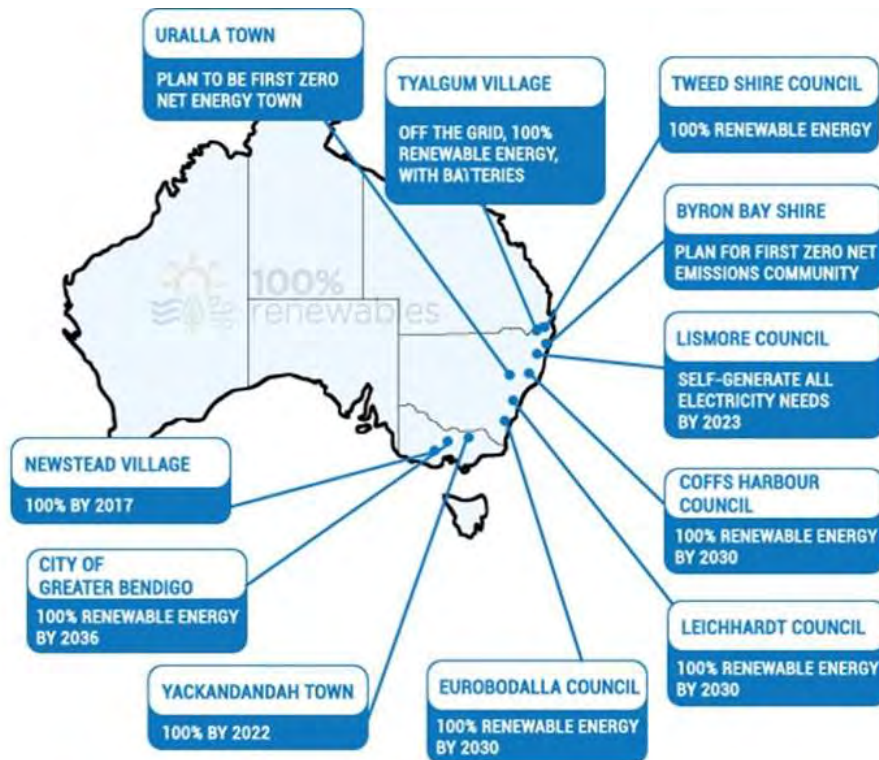 URALLA TOWN
PLAN TO BE FIRST ZERO
NET ENERGY TOWN
TYALGUM VILLAGE
OFF THE GRID, 100%
RENEWABLE ENERGY,
WITH BATTERIES
TWEED SHIRE COUNCIL
100% RENEWABLE ENERGY
BYRON BAY SHIRE
PLAN FOR FIRST ZERO NET
EMISSIONS COMMUNITY
100%
renewables
LISMORE COUNCIL
SELF-GENERATE ALL
ELECTRICITY NEEDS
BY 2023
NEWSTEAD VILLAGE
100% BY 2017
COFFS HARBOUR
COUNCIL
100% RENEWABLE ENERGY
BY 2030
CITY OF
GREATER BENDIGO
100% RENEWABLE ENERGY
BY 2036
LEICHHARDT COUNCIL
100% RENEWABLE ENERGY
BY 2030
YACKANDANDAH TOWN
100% BY 2022
EUROBODALLA COUNCIL
100% RENEWABLE ENERGY
BY 2030